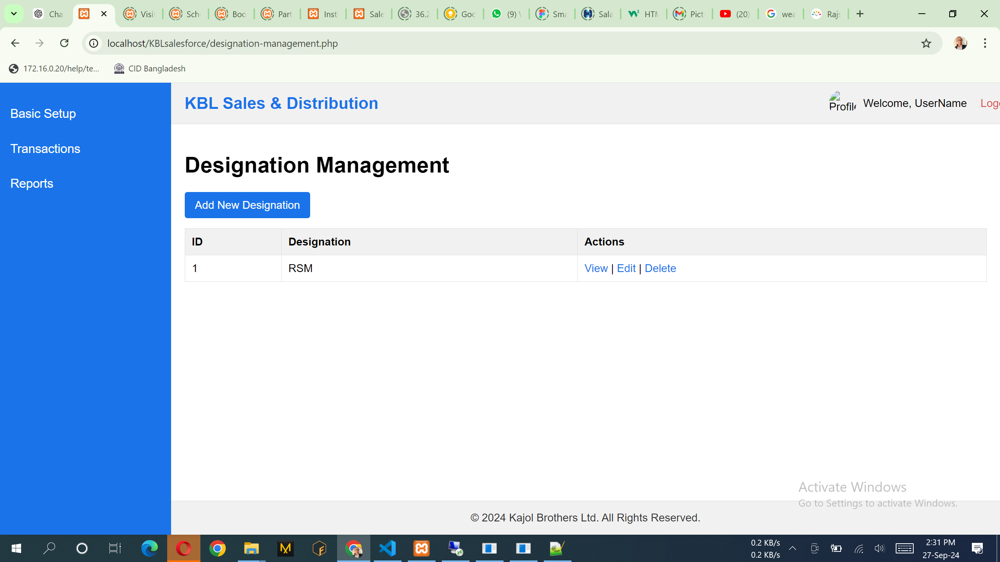 Cha
Visi
Sch
Boo
Part
Inst
Sale
36.2
Goo
(9)
Sma
Sala
HTM
Pict
(20)
wea
Rajs
localhost/KBLsalesforce/designation-management.php
172.16.0.20/help/te...
CID Bangladesh
Basic Setup
Transactions
Reports
KBL Sales & Distribution
Profile
Welcome, UserName
Logo
Designation Management
Add New Designation
ID Designation Actions
1 RSM View | Edit | Delete
Activate Windows
Go to Settings to activate Windows.
© 2024 Kajol Brothers Ltd. All Rights Reserved.
0.2 KB/s
0.2 KB/s
2:31 PM
27-Sep-24